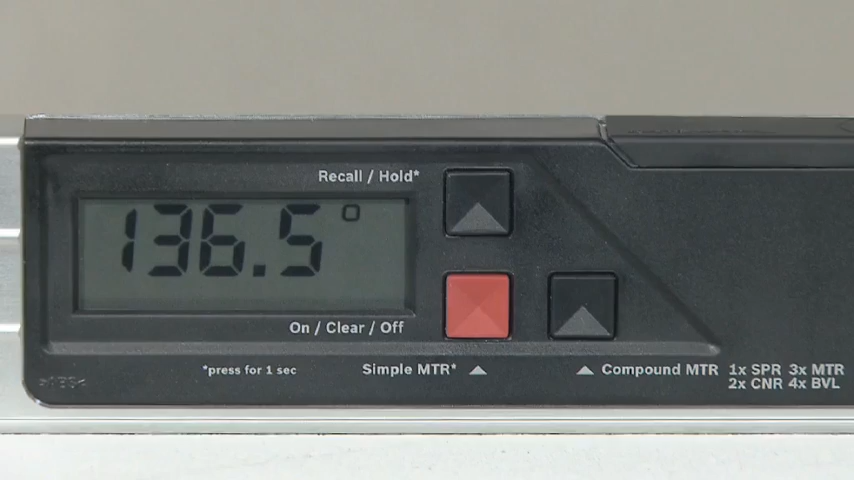 Recall / Hold*
136.5°
On / Clear / Off
*press for 1 sec
Simple MTR* ▲
▲ Compound MTR 1x SPR 3x MTR
2x CNR 4x BVL